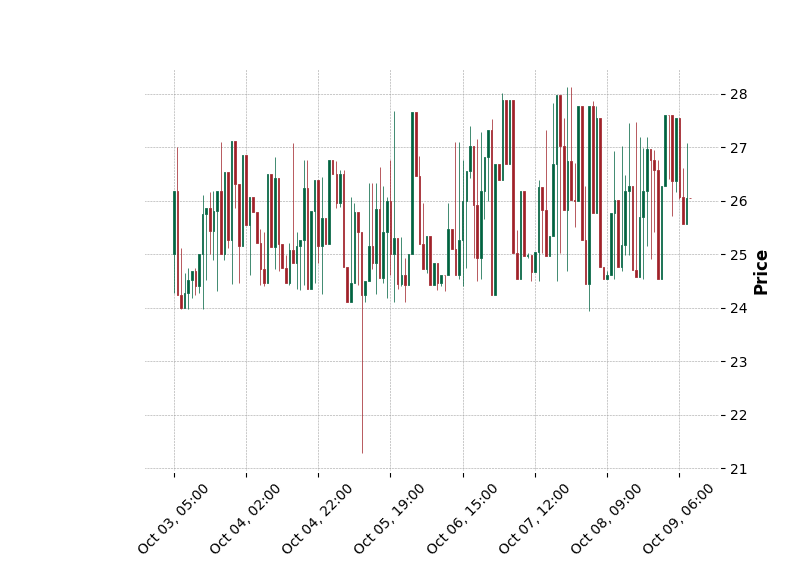 28
27
26
25
24
23
22
21
Price
Oct 03, 05:00
Oct 04, 02:00
Oct 04, 22:00
Oct 05, 19:00
Oct 06, 15:00
Oct 07, 12:00
Oct 08, 09:00
Oct 09, 06:00